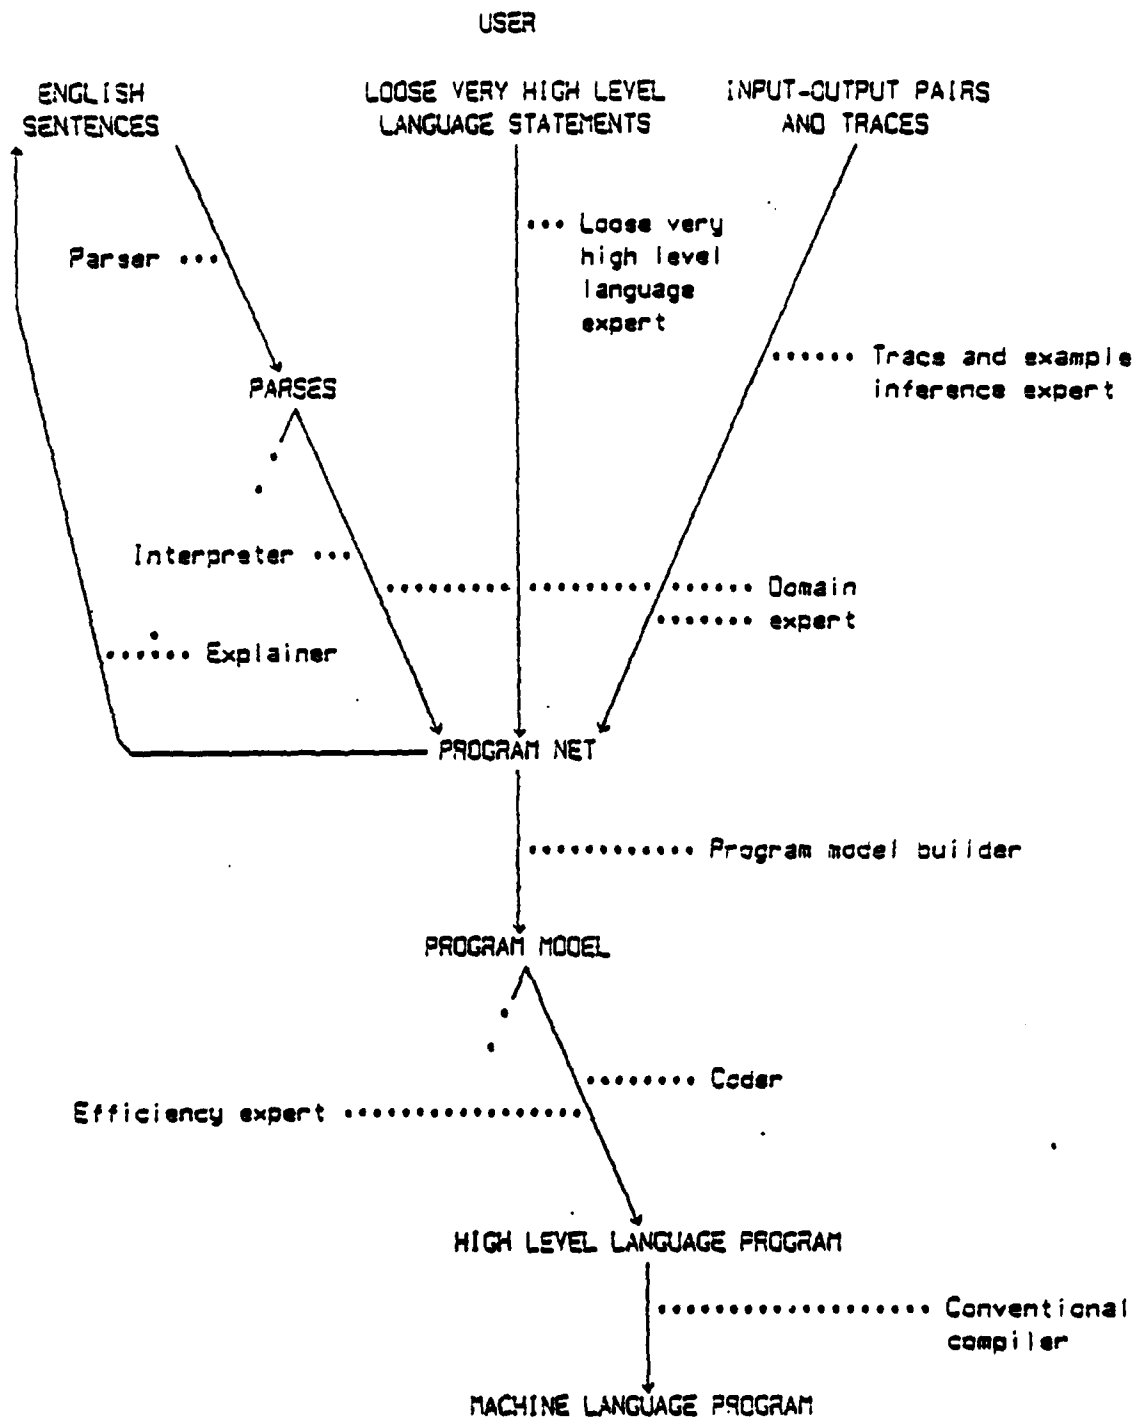 USER
ENGLISH
SENTENCES
LOOSE VERY HIGH LEVEL
LANGUAGE STATEMENTS
INPUT-OUTPUT PAIRS
AND TRACES
Parser
Loose very
high level
language
expert
Trace and example
inference expert
PARSES
Interpreter
Domain
expert
Explainer
PROGRAM NET
Program model builder
PROGRAM MODEL
Coder
Efficiency expert
HIGH LEVEL LANGUAGE PROGRAM
Conventional
compiler
MACHINE LANGUAGE PROGRAM